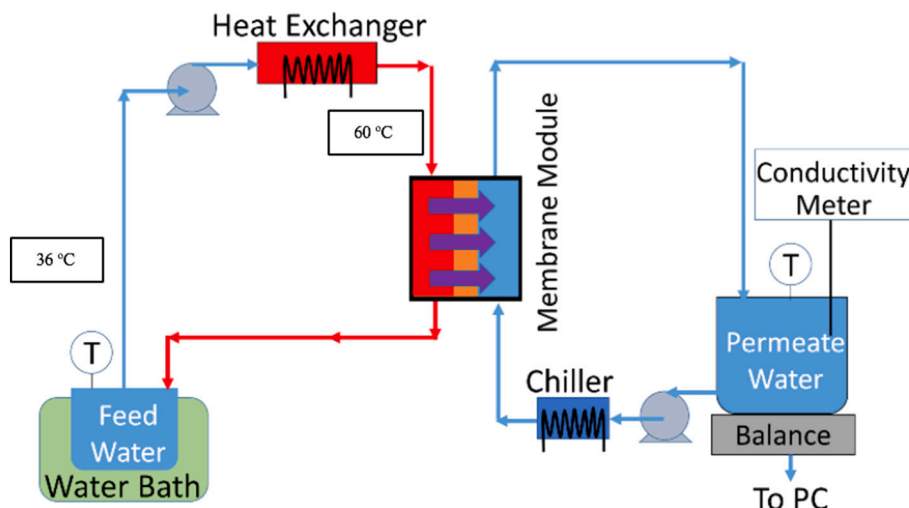 Heat Exchanger
60 °C
Membrane Module
Conductivity
Meter
36 °C
T
T
Permeate
Water
Chiller
Feed
Water
Balance
Water Bath
To PC